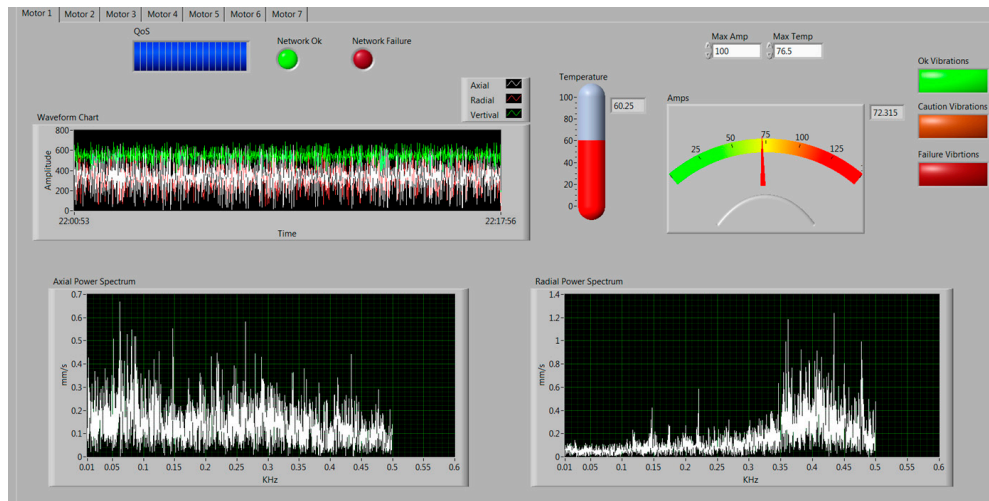 Motor 1 Motor 2 Motor 3 Motor 4 Motor 5 Motor 6 Motor 7
QoS
Network Ok
Network Failure
Max Amp
100
Max Temp
76.5
Ok Vibrations
Caution Vibrations
Failure Vibrtions
Axial
Radial
Vertival
Waveform Chart
Amplitude
800
600
400
200
0
22:00:53 22:17:56
Time
Temperature
60.25
100
80
60
40
20
0
Amps
72.315
25 50 75 100 125
Axial Power Spectrum
mm/s
0.7
0.6
0.5
0.4
0.3
0.2
0.1
0
0.01 0.05 0.1 0.15 0.2 0.25 0.3 0.35 0.4 0.45 0.5 0.55 0.6
KHz
Radial Power Spectrum
mm/s
1.4
1.2
1
0.8
0.6
0.4
0.2
0
0.01 0.05 0.1 0.15 0.2 0.25 0.3 0.35 0.4 0.45 0.5 0.55 0.6
KHz